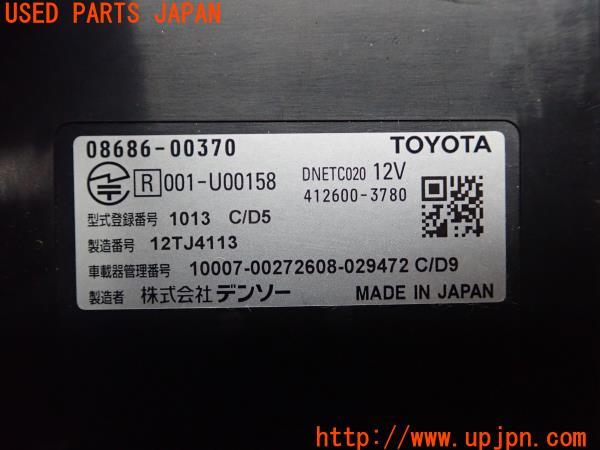 USED PARTS JAPAN
08686-00370 TOYOTA
R 001-U00158 DNETC020 12V
412600-3780
型式登録番号 1013 C/D5
製造番号 12TJ4113
車載器管理番号 10007-00272608-029472 C/D9
製造者 株式会社 デンソー MADE IN JAPAN
http://www.upjpn.com/